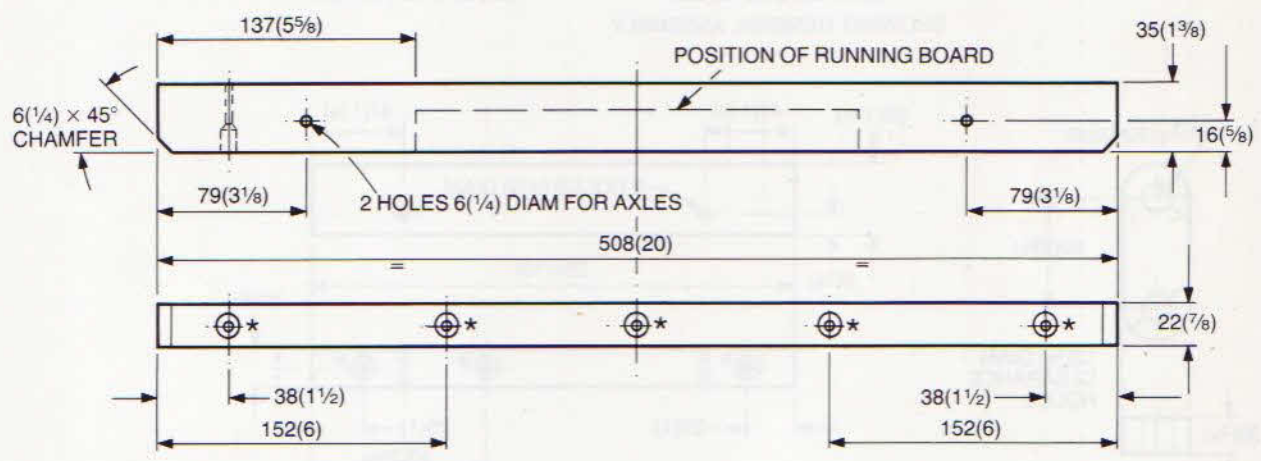 137(5⅝)
35(1⅜)
POSITION OF RUNNING BOARD
6(¼) × 45°
CHAMFER
16(⅝)
79(3⅛)
2 HOLES 6(¼) DIAM FOR AXLES
79(3⅛)
508(20)
= =
* * * * *
22(⅞)
38(1½)
38(1½)
152(6)
152(6)